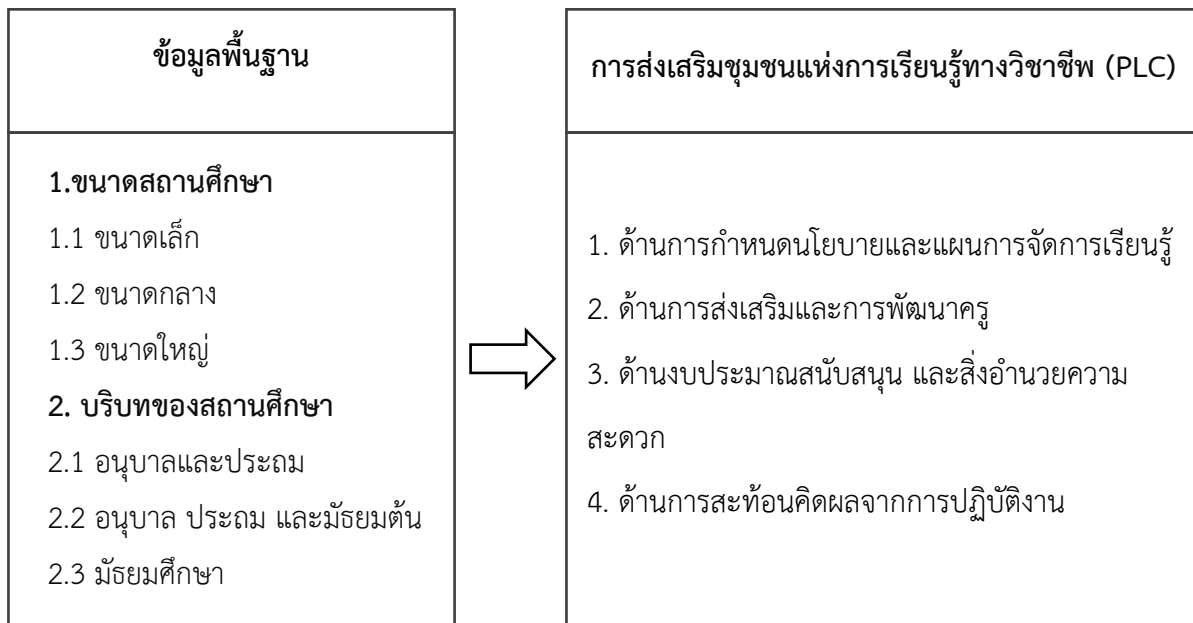 ข้อมูลพื้นฐาน
1.ขนาดสถานศึกษา
1.1 ขนาดเล็ก
1.2 ขนาดกลาง
1.3 ขนาดใหญ่
2. บริบทของสถานศึกษา
2.1 อนุบาลและประถม
2.2 อนุบาล ประถม และมัธยมต้น
2.3 มัธยมศึกษา
การส่งเสริมชุมชนแห่งการเรียนรู้ทางวิชาชีพ (PLC)
1. ด้านการกำหนดนโยบายและแผนการจัดการเรียนรู้
2. ด้านการส่งเสริมและการพัฒนาครู
3. ด้านงบประมาณสนับสนุน และสิ่งอำนวยความ
สะดวก
4. ด้านการสะท้อนคิดผลจากการปฏิบัติงาน